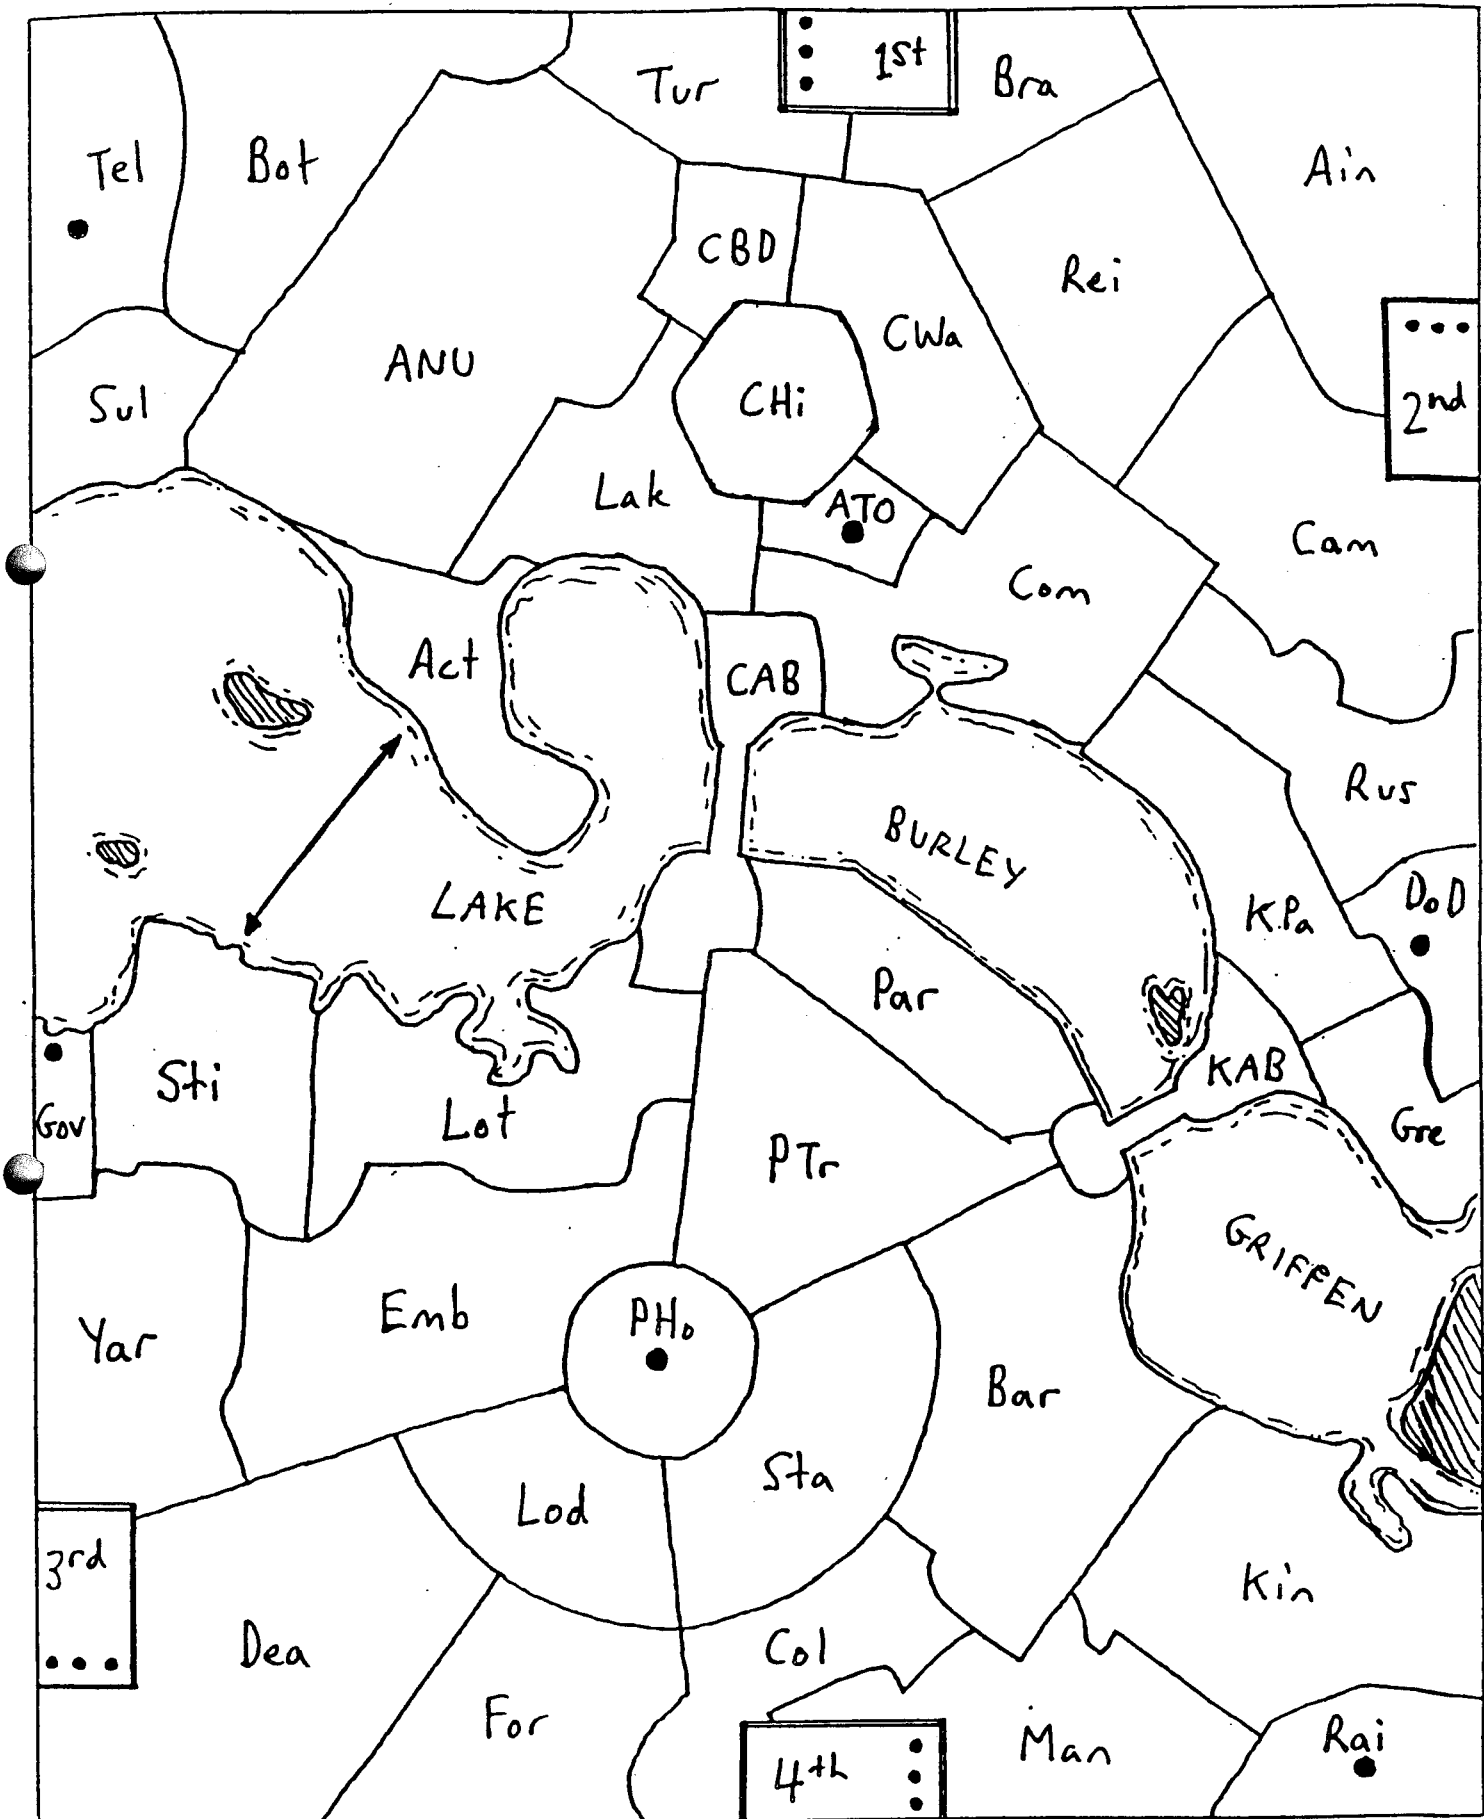 1st
Tur
Bra
Tel
Bot
Ain
CBD
Rei
CWa
ANU
Sul
CHi
2nd
Lak
ATO
Cam
Com
Act
CAB
Rus
BURLEY
DoD
LAKE
K.Pa
Par
Sti
KAB
Lot
Gov
Gre
PTr
GRIFFEN
Emb
PHo
Yar
Bar
Sta
Lod
3rd
Kin
Dea
Col
For
Man
Rai
4th